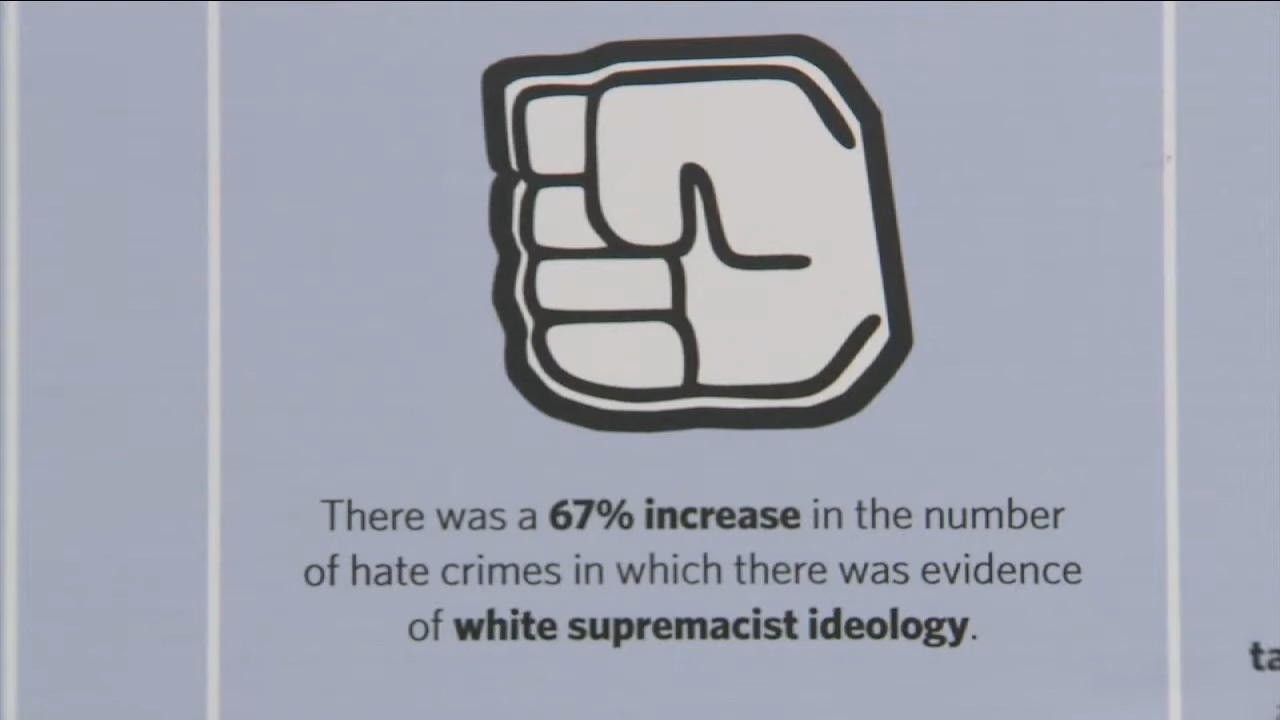 There was a 67% increase in the number
of hate crimes in which there was evidence
of white supremacist ideology.
ta